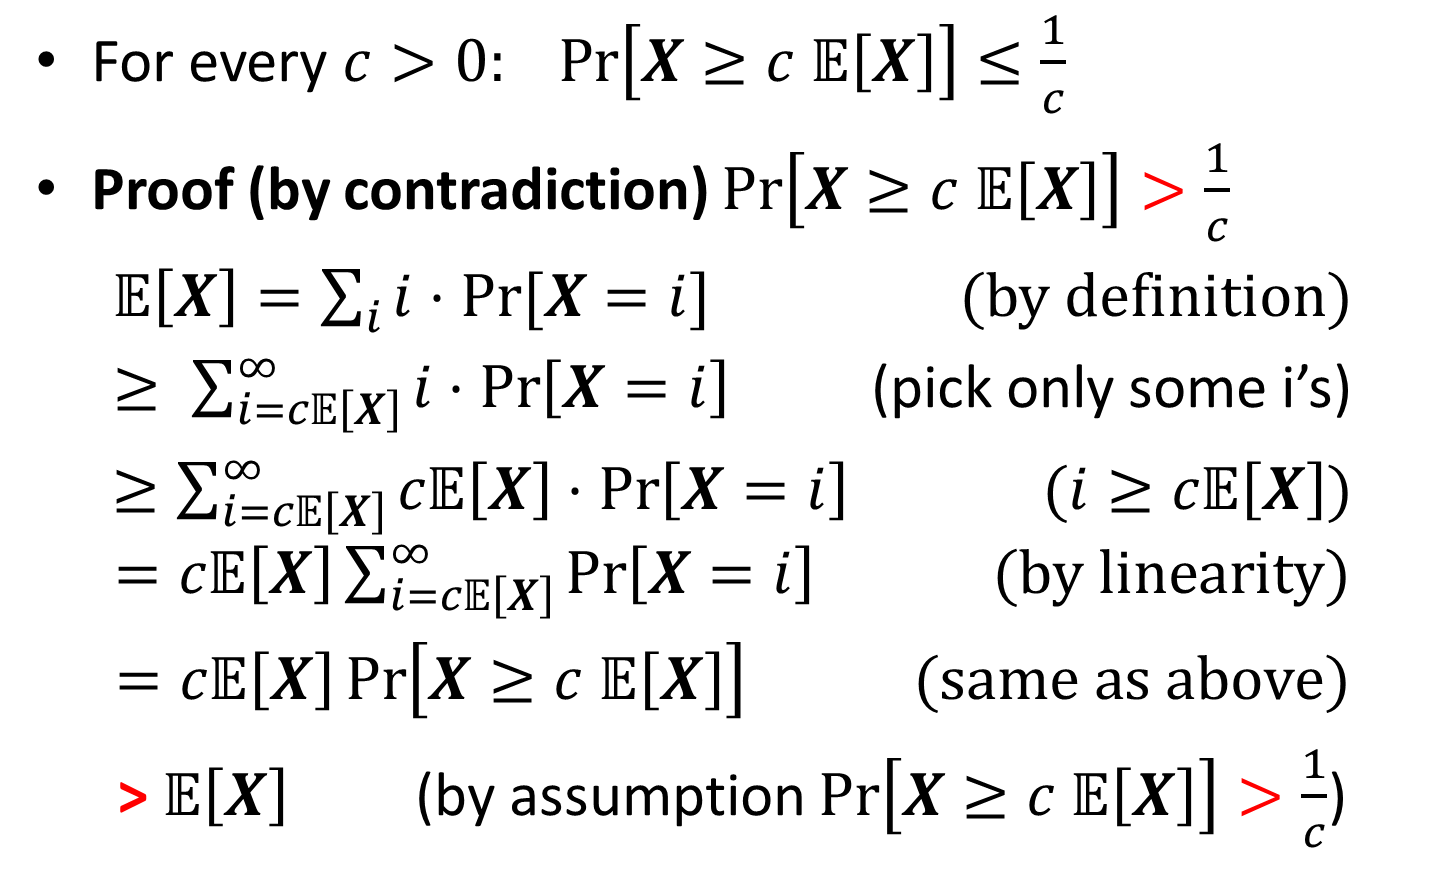 • For every 𝑐 > 0: Pr[𝑿 ≥ 𝑐 𝔼[𝑿]] ≤ 1/𝑐
• Proof (by contradiction) Pr[𝑿 ≥ 𝑐 𝔼[𝑿]] > 1/𝑐
𝔼[𝑿] = ∑ᵢ 𝑖 · Pr[𝑿 = 𝑖] (by definition)
≥ ∑_{𝑖=𝑐𝔼[𝑿]}^{∞} 𝑖 · Pr[𝑿 = 𝑖] (pick only some i’s)
≥ ∑_{𝑖=𝑐𝔼[𝑿]}^{∞} 𝑐𝔼[𝑿] · Pr[𝑿 = 𝑖] (𝑖 ≥ 𝑐𝔼[𝑿])
= 𝑐𝔼[𝑿] ∑_{𝑖=𝑐𝔼[𝑿]}^{∞} Pr[𝑿 = 𝑖] (by linearity)
= 𝑐𝔼[𝑿] Pr[𝑿 ≥ 𝑐 𝔼[𝑿]] (same as above)
> 𝔼[𝑿] (by assumption Pr[𝑿 ≥ 𝑐 𝔼[𝑿]] > 1/𝑐)